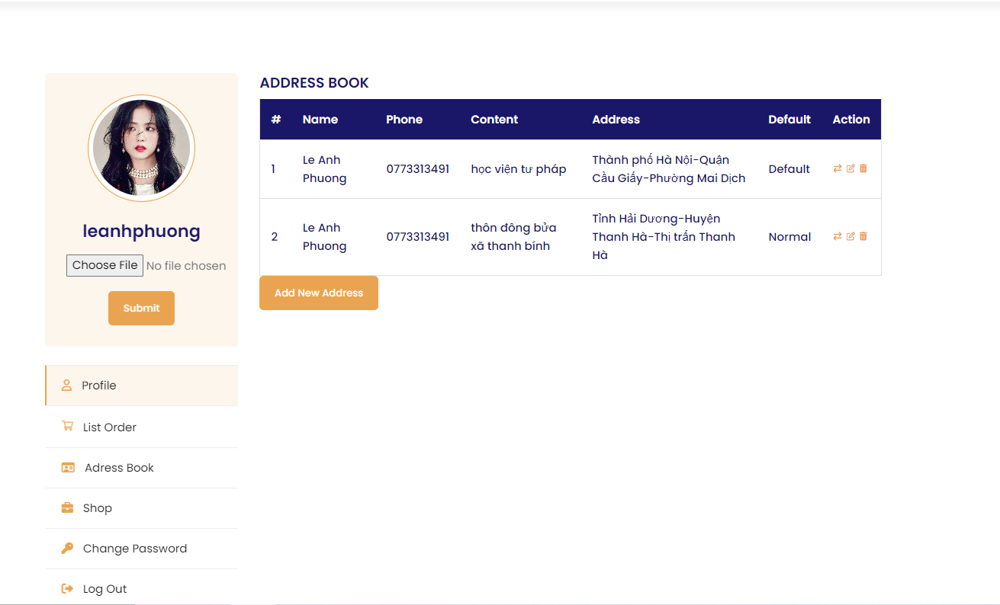 leanhphuong
Choose File No file chosen
Submit
Profile
List Order
Adress Book
Shop
Change Password
Log Out
ADDRESS BOOK
# Name Phone Content Address Default Action
1 Le Anh Phuong 0773313491 học viện tư pháp Thành phố Hà Nội-Quận Cầu Giấy-Phường Mai Dịch Default
2 Le Anh Phuong 0773313491 thôn đông bửa xã thanh bính Tỉnh Hải Dương-Huyện Thanh Hà-Thị trấn Thanh Hà Normal
Add New Address